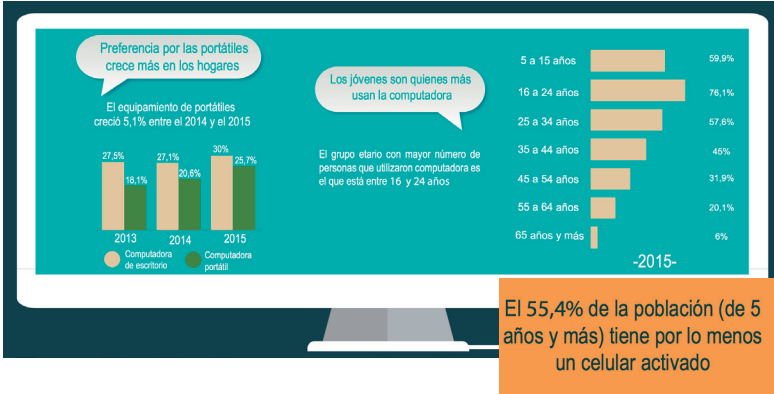 Preferencia por las portátiles
crece más en los hogares
El equipamiento de portátiles
creció 5,1% entre el 2014 y el 2015
27,5%
18,1%
27,1%
20,6%
30%
25,7%
2013
2014
2015
Computadora
de escritorio
Computadora
portátil
Los jóvenes son quienes más
usan la computadora
El grupo etario con mayor número de
personas que utilizaron computadora es
el que está entre 16 y 24 años
5 a 15 años 59,9%
16 a 24 años 76,1%
25 a 34 años 57,6%
35 a 44 años 45%
45 a 54 años 31,9%
55 a 64 años 20,1%
65 años y más 6%
-2015-
El 55,4% de la población (de 5
años y más) tiene por lo menos
un celular activado